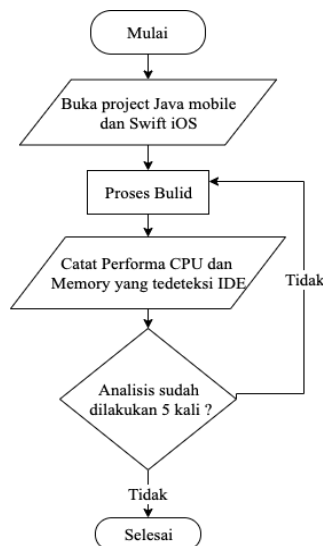 Mulai
Buka project Java mobile
dan Swift iOS
Proses Bulid
Catat Performa CPU dan
Memory yang tedeteksi IDE
Tidak
Analisis sudah
dilakukan 5 kali ?
Tidak
Selesai